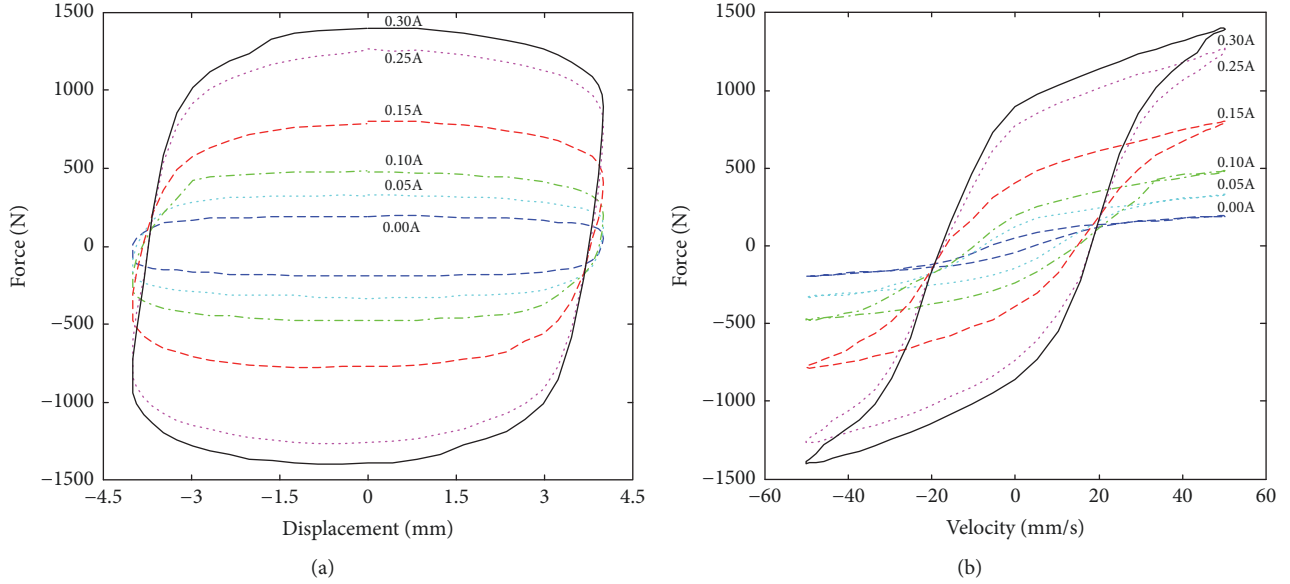 1500
1000
500
0
−500
−1000
−1500
Force (N)
0.30A
0.25A
0.15A
0.10A
0.05A
0.00A
−4.5
−3
−1.5
0
1.5
3
4.5
Displacement (mm)
(a)
1500
1000
500
0
−500
−1000
−1500
Force (N)
0.30A
0.25A
0.15A
0.10A
0.05A
0.00A
−60
−40
−20
0
20
40
60
Velocity (mm/s)
(b)